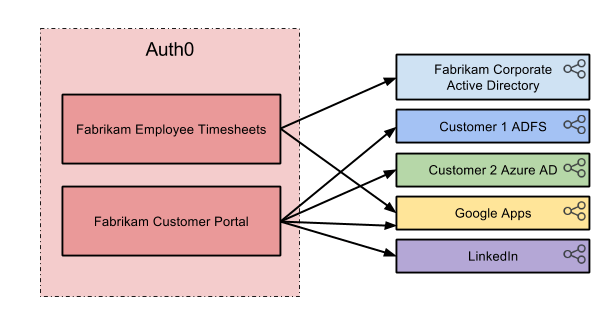 Auth0
Fabrikam Employee Timesheets
Fabrikam Customer Portal
Fabrikam Corporate
Active Directory
Customer 1 ADFS
Customer 2 Azure AD
Google Apps
LinkedIn